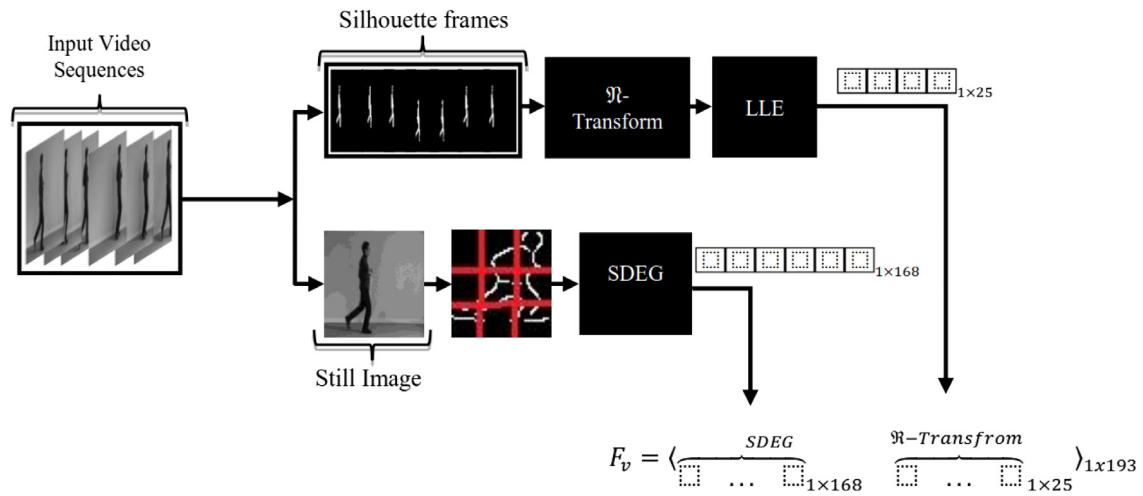 Silhouette frames
Input Video
Sequences
ℜ-
Transform
LLE
1×25
SDEG
1×168
Still Image
SDEG
ℜ−Transfrom
F_v = ⟨ ... 1×168 ... 1×25 ⟩1x193